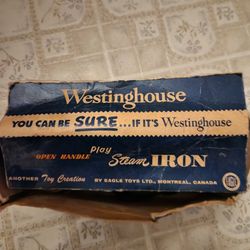 Westinghouse
YOU CAN BE SURE...IF IT'S Westinghouse
OPEN HANDLE Play Steam IRON
ANOTHER Toy Creation BY EAGLE TOYS LTD., MONTREAL, CANADA